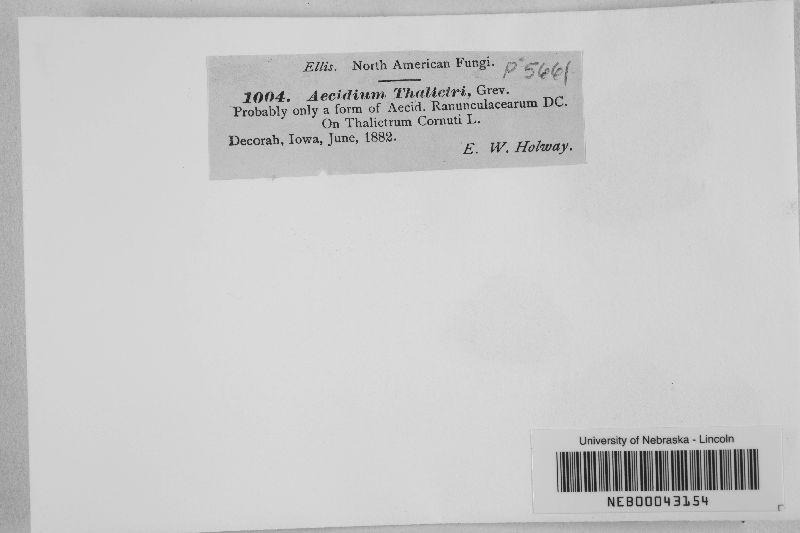 Ellis. North American Fungi. P 5661
1004. Aecidium Thalictri, Grev.
Probably only a form of Aecid. Ranunculacearum DC.
On Thalictrum Cornuti L.
Decorah, Iowa, June, 1882.
E. W. Holway.
University of Nebraska - Lincoln
NEB00043154